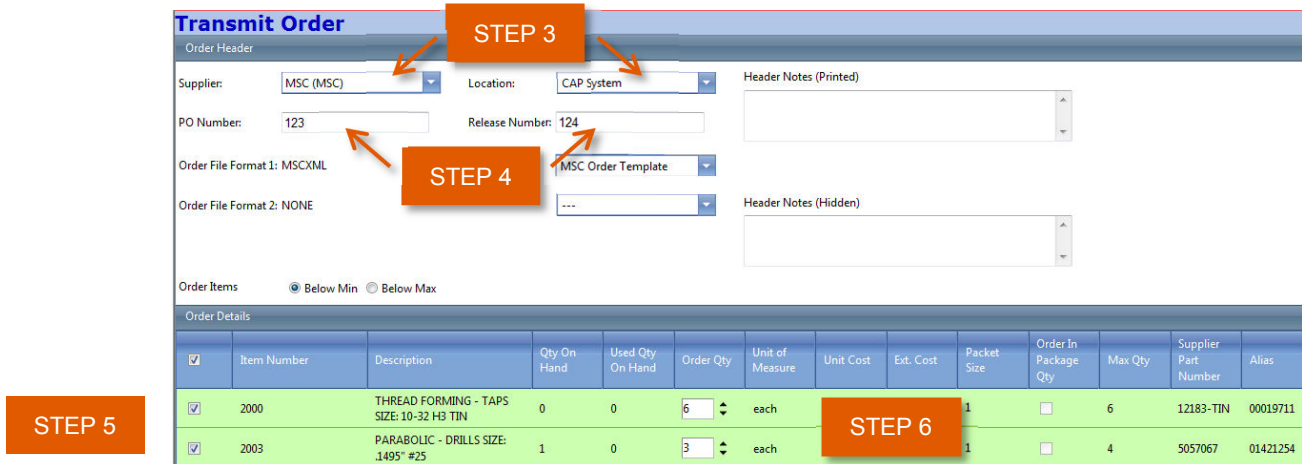 Transmit Order
STEP 3
Order Header
Supplier: MSC (MSC) Location: CAP System Header Notes (Printed)
PO Number: 123 Release Number: 124
Order File Format 1: MSCXML STEP 4 MSC Order Template
Order File Format 2: NONE --- Header Notes (Hidden)
Order Items Below Min Below Max
Order Details
Item Number Description Qty On Hand Used Qty On Hand Order Qty Unit of Measure Unit Cost Ext. Cost Packet Size Order In Package Qty Max Qty Supplier Part Number Alias
2000 THREAD FORMING - TAPS SIZE: 10-32 H3 TIN 0 0 6 each 1 6 12183-TIN 00019711
STEP 5 STEP 6
2003 PARABOLIC - DRILLS SIZE: .1495" #25 1 0 3 each 1 4 5057067 01421254